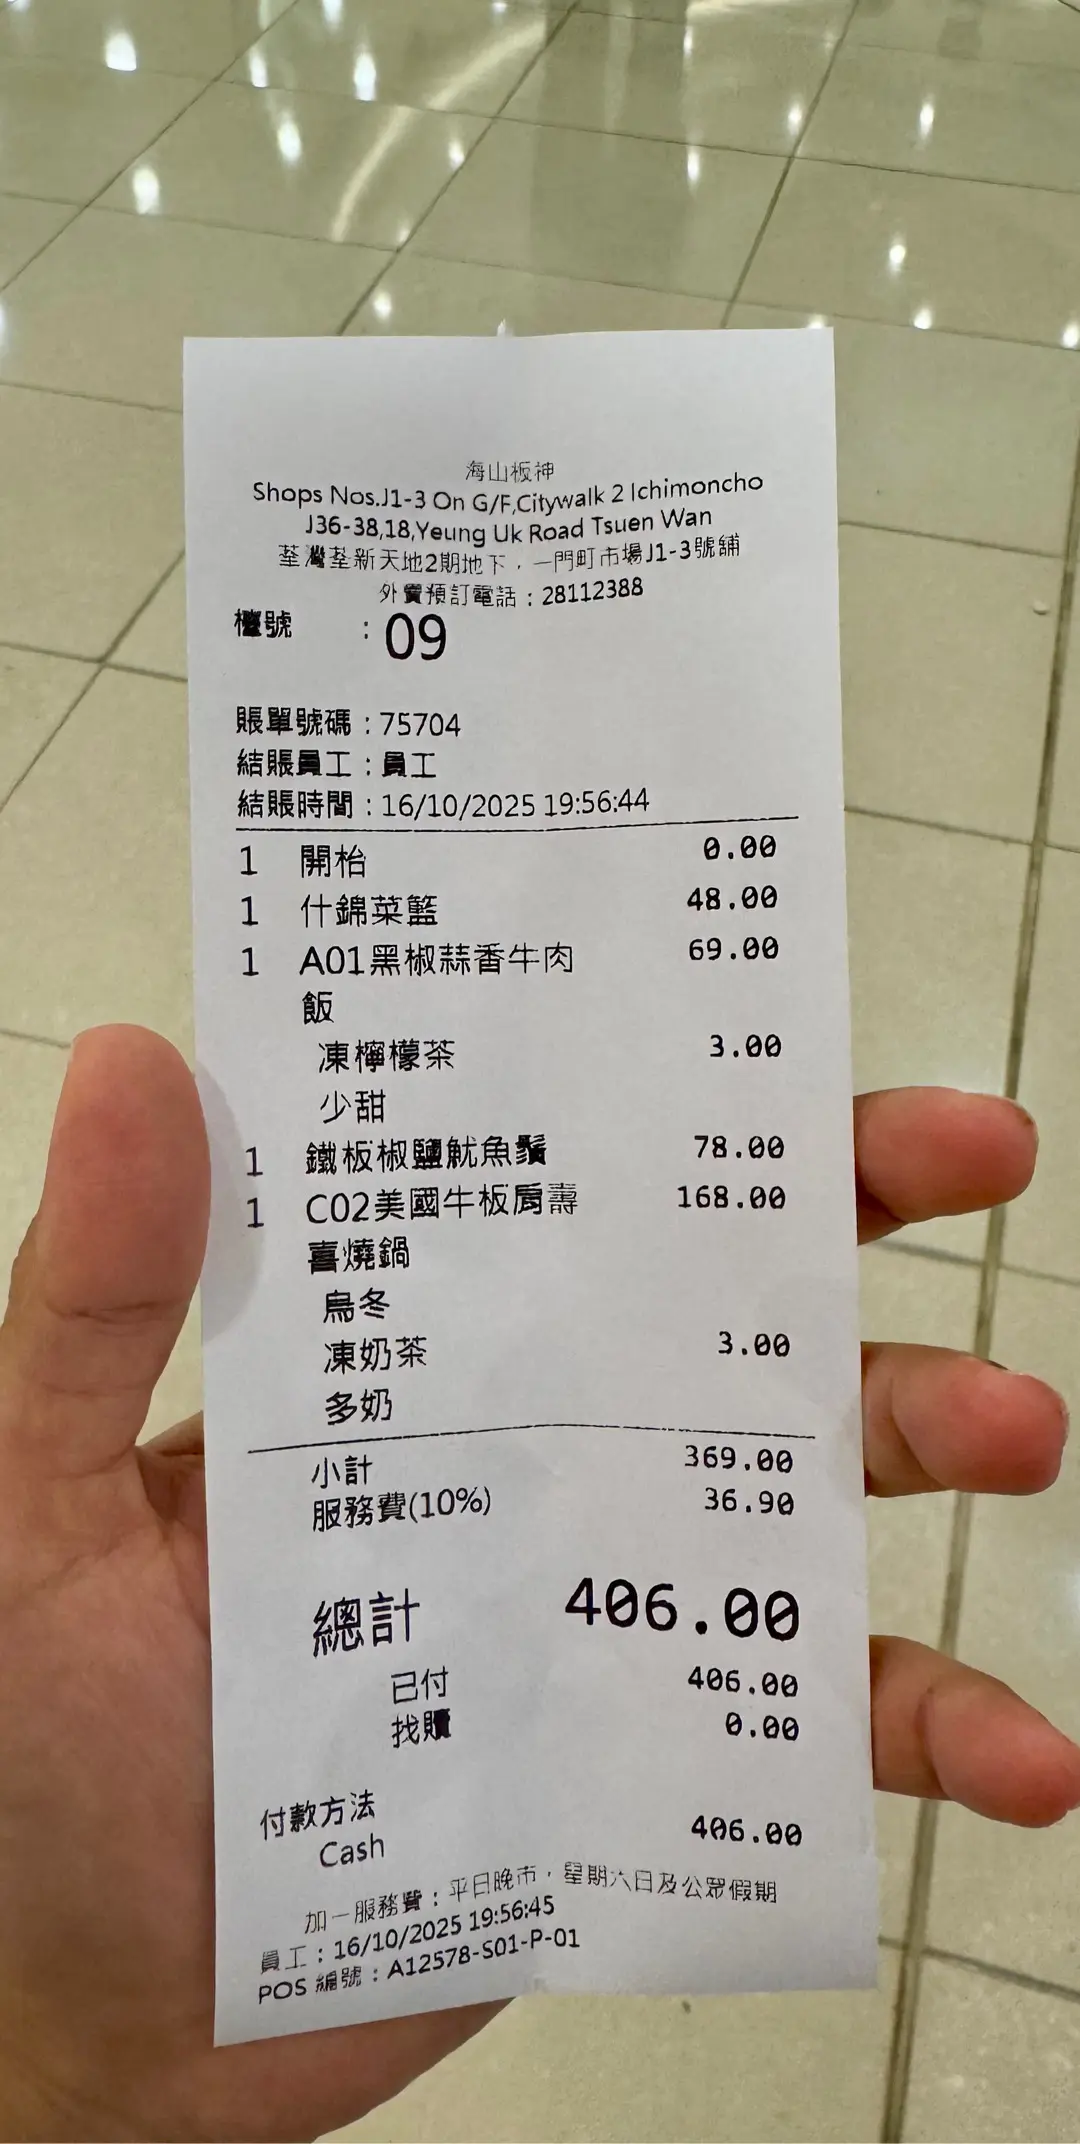 海山板神
Shops Nos.J1-3 On G/F,Citywalk 2 Ichimoncho
J36-38,18,Yeung Uk Road Tsuen Wan
荃灣荃新天地2期地下，一門町市場J1-3號舖
外賣預訂電話：28112388
檯號 : 09
賬單號碼 : 75704
結賬員工 : 員工
結賬時間 : 16/10/2025 19:56:44
1 開枱 0.00
1 什錦菜籃 48.00
1 A01黑椒蒜香牛肉 69.00
飯
凍檸檬茶 3.00
少甜
1 鐵板椒鹽魷魚鬚 78.00
1 C02美國牛板肩壽 168.00
喜燒鍋
烏冬
凍奶茶 3.00
多奶
小計 369.00
服務費(10%) 36.90
總計 406.00
已付 406.00
找贖 0.00
付款方法
Cash 406.00
加一服務費：平日晚市，星期六日及公眾假期
員工：16/10/2025 19:56:45
POS 編號：A12578-S01-P-01